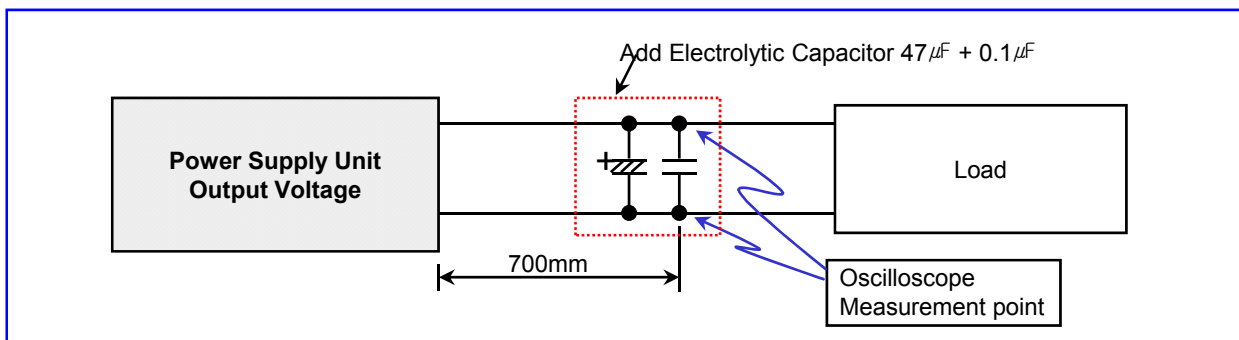 Add Electrolytic Capacitor 47㎌ + 0.1㎌
Power Supply Unit
Output Voltage
+
Load
700mm
Oscilloscope
Measurement point